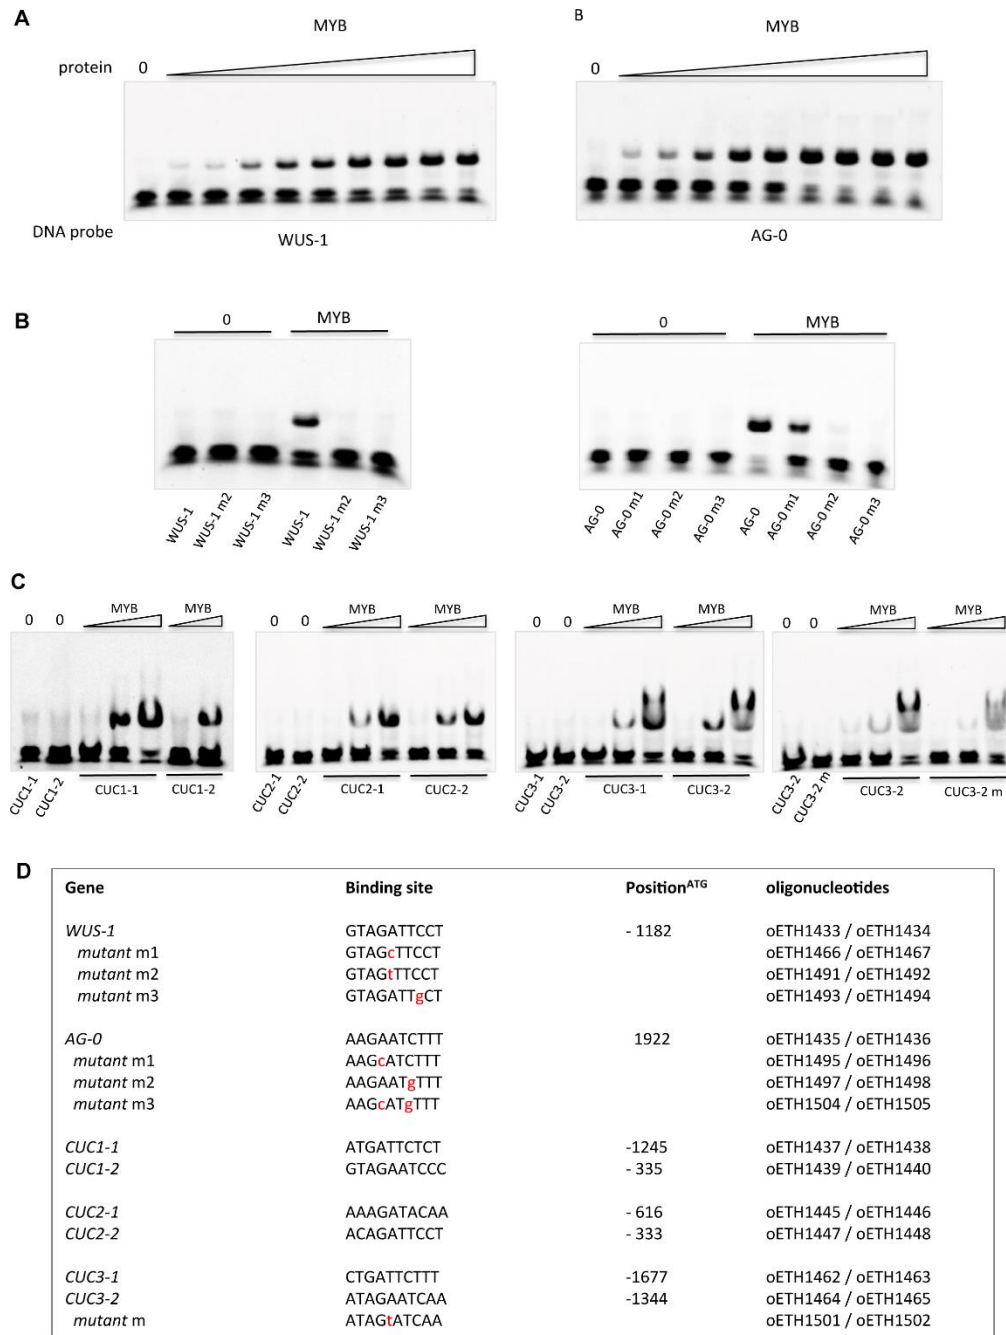 A
MYB
protein
0
DNA probe
WUS-1
B
MYB
0
AG-0
B
0
MYB
WUS-1
WUS-1 m2
WUS-1 m3
WUS-1
WUS-1 m2
WUS-1 m3
0
MYB
AG-0
AG-0 m1
AG-0 m2
AG-0 m3
AG-0
AG-0 m1
AG-0 m2
AG-0 m3
C
0 0 MYB MYB
CUC1-1
CUC1-2
CUC1-1
CUC1-2
0 0 MYB MYB
CUC2-1
CUC2-2
CUC2-1
CUC2-2
0 0 MYB MYB
CUC3-1
CUC3-2
CUC3-1
CUC3-2
0 0 MYB MYB
CUC3-2
CUC3-2 m
CUC3-2
CUC3-2 m
D
Gene Binding site Position^ATG oligonucleotides
WUS-1 GTAGATTCCT - 1182 oETH1433 / oETH1434
mutant m1 GTAGcTTCCT oETH1466 / oETH1467
mutant m2 GTAGtTTCCT oETH1491 / oETH1492
mutant m3 GTAGATTgCT oETH1493 / oETH1494
AG-0 AAGAATCTTT 1922 oETH1435 / oETH1436
mutant m1 AAGcATCTTT oETH1495 / oETH1496
mutant m2 AAGAATgTTT oETH1497 / oETH1498
mutant m3 AAGcATgTTT oETH1504 / oETH1505
CUC1-1 ATGATTCTCT -1245 oETH1437 / oETH1438
CUC1-2 GTAGAATCCC - 335 oETH1439 / oETH1440
CUC2-1 AAAGATACAA - 616 oETH1445 / oETH1446
CUC2-2 ACAGATTCCT - 333 oETH1447 / oETH1448
CUC3-1 CTGATTCTTT -1677 oETH1462 / oETH1463
CUC3-2 ATAGAATCAA -1344 oETH1464 / oETH1465
mutant m ATAGtATCAA oETH1501 / oETH1502